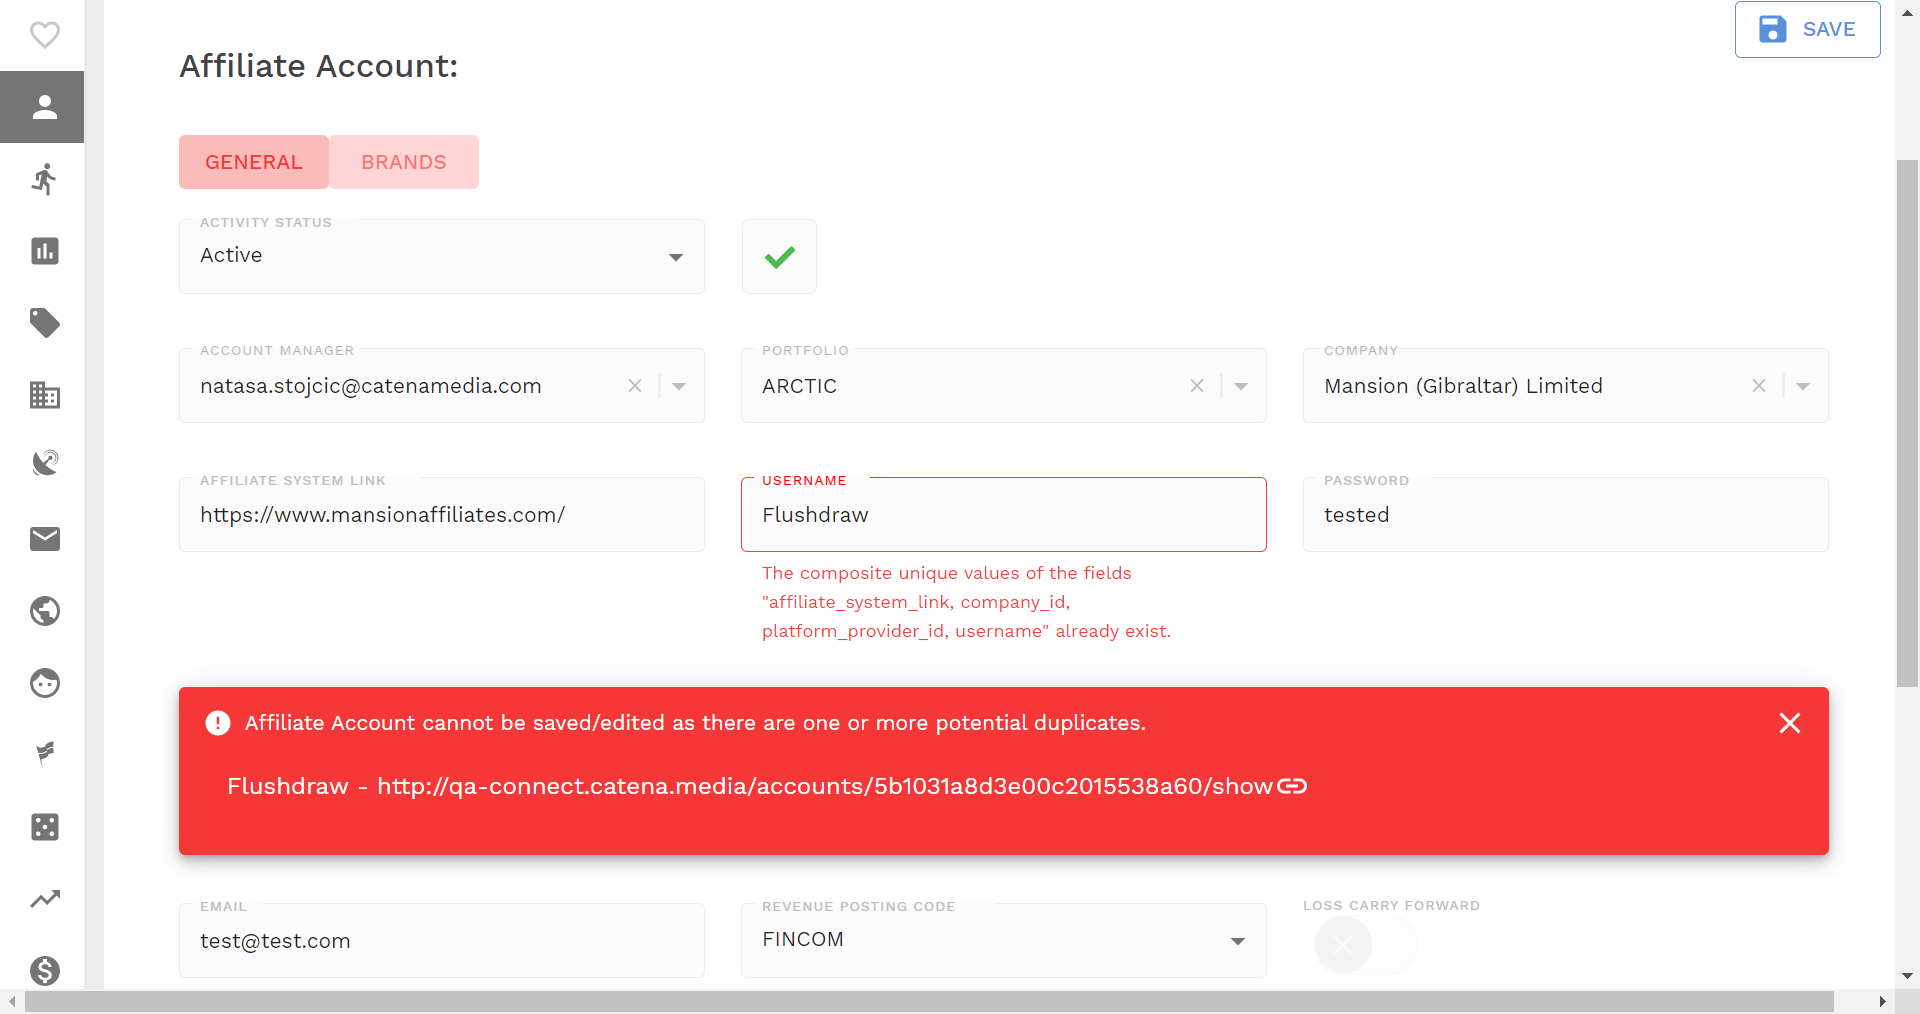 SAVE
Affiliate Account:
GENERAL
BRANDS
ACTIVITY STATUS
Active
ACCOUNT MANAGER
natasa.stojcic@catenamedia.com
PORTFOLIO
ARCTIC
COMPANY
Mansion (Gibraltar) Limited
AFFILIATE SYSTEM LINK
https://www.mansionaffiliates.com/
USERNAME
Flushdraw
The composite unique values of the fields
"affiliate_system_link, company_id,
platform_provider_id, username" already exist.
PASSWORD
tested
Affiliate Account cannot be saved/edited as there are one or more potential duplicates.
Flushdraw - http://qa-connect.catena.media/accounts/5b1031a8d3e00c2015538a60/show
EMAIL
test@test.com
REVENUE POSTING CODE
FINCOM
LOSS CARRY FORWARD